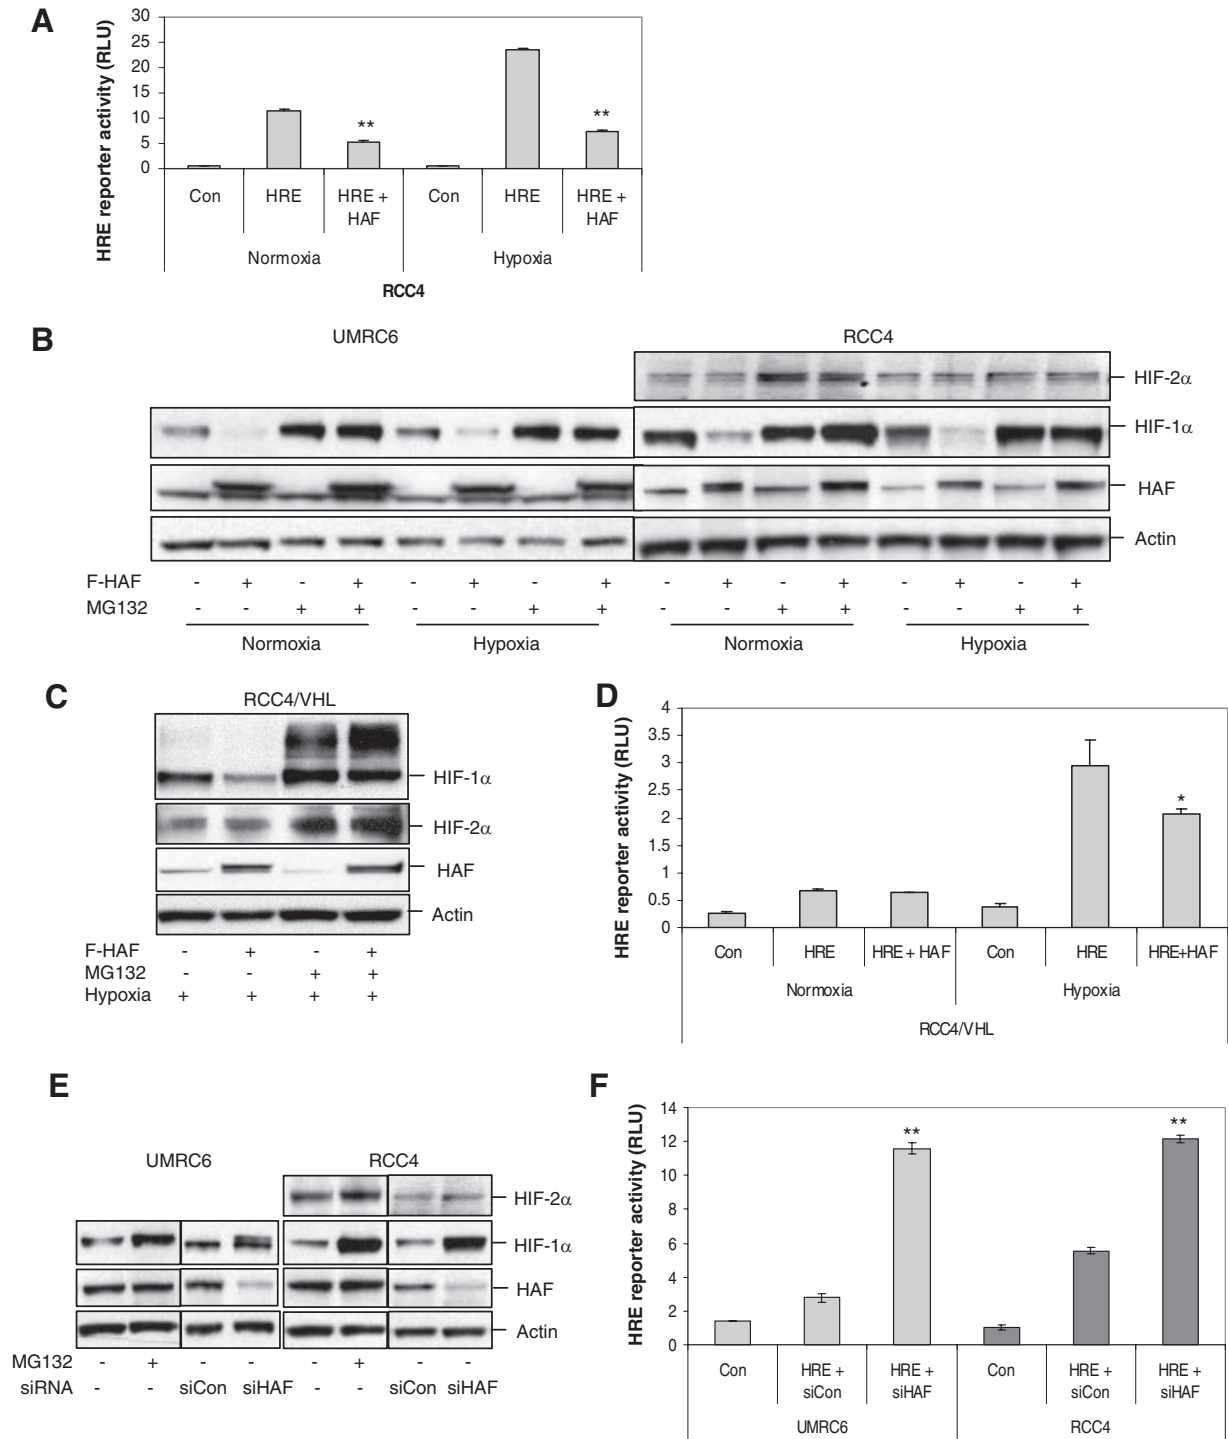 A
HRE reporter activity (RLU)
30
25
20
15
10
5
0
**
**
Con
HRE
HRE +
HAF
Con
HRE
HRE +
HAF
Normoxia
Hypoxia
RCC4
B
UMRC6
RCC4
HIF-2α
HIF-1α
HAF
Actin
F-HAF - + - + - + - + - + - + - + - +
MG132 - - + + - - + + - - + + - - + +
Normoxia Hypoxia Normoxia Hypoxia
C
RCC4/VHL
HIF-1α
HIF-2α
HAF
Actin
F-HAF - + - +
MG132 - - + +
Hypoxia + + + +
D
HRE reporter activity (RLU)
4
3.5
3
2.5
2
1.5
1
0.5
0
*
Con
HRE
HRE + HAF
Con
HRE
HRE+HAF
Normoxia
Hypoxia
RCC4/VHL
E
UMRC6
RCC4
HIF-2α
HIF-1α
HAF
Actin
MG132 - + - - - + - -
siRNA - - siCon siHAF - - siCon siHAF
F
HRE reporter activity (RLU)
14
12
10
8
6
4
2
0
**
**
Con
HRE +
siCon
HRE +
siHAF
Con
HRE +
siCon
HRE +
siHAF
UMRC6
RCC4